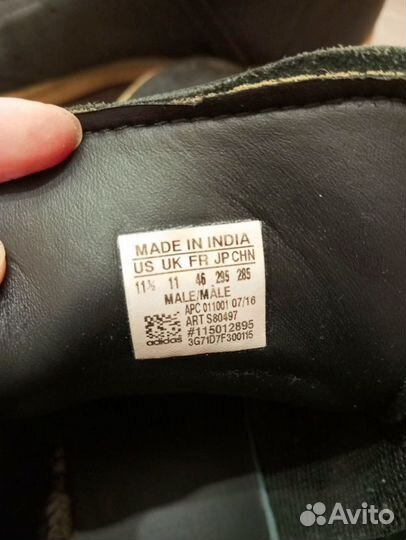 MADE IN INDIA
US UK FR JP CHN
11½ 11 46 295 285
MALE/MÂLE
APC 011001 07/16
ART S80497
#115012895
adidas 3G71D7F300115
Avito